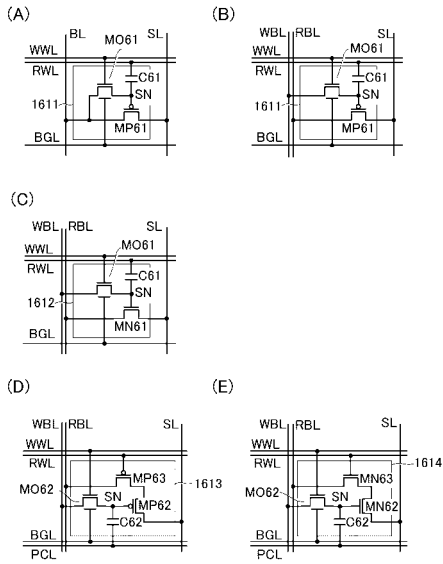 (A)
BL SL
WWL MO61
RWL
C61
SN
1611
MP61
BGL
(B)
WBL RBL SL
WWL MO61
RWL
C61
SN
1611
MP61
BGL
(C)
WBL RBL SL
WWL MO61
RWL
C61
SN
1612
MN61
BGL
(D)
WBL RBL SL
WWL
RWL
MP63 1613
MO62 SN MP62
C62
BGL
PCL
(E)
WBL RBL SL
WWL
RWL
MN63 1614
MO62 SN MN62
C62
BGL
PCL